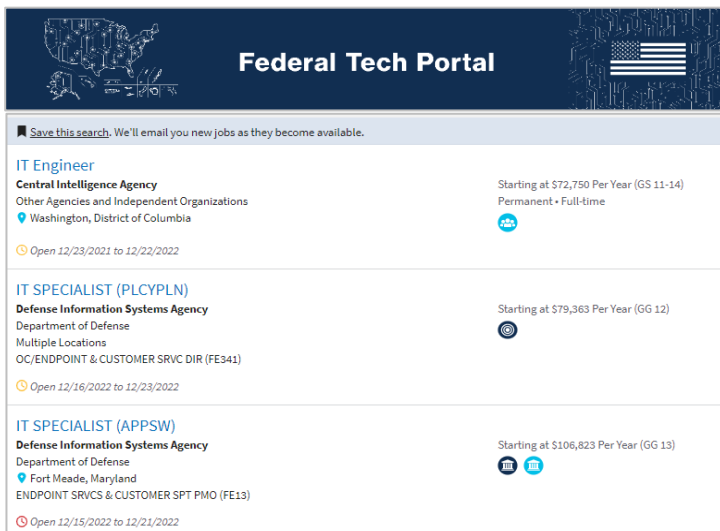 Federal Tech Portal
Save this search. We'll email you new jobs as they become available.
IT Engineer
Central Intelligence Agency
Other Agencies and Independent Organizations
Washington, District of Columbia
Starting at $72,750 Per Year (GS 11-14)
Permanent • Full-time
Open 12/23/2021 to 12/22/2022
IT SPECIALIST (PLCYPLN)
Defense Information Systems Agency
Department of Defense
Multiple Locations
OC/ENDPOINT & CUSTOMER SRVC DIR (FE341)
Starting at $79,363 Per Year (GG 12)
Open 12/16/2022 to 12/23/2022
IT SPECIALIST (APPSW)
Defense Information Systems Agency
Department of Defense
Fort Meade, Maryland
ENDPOINT SRVCS & CUSTOMER SPT PMO (FE13)
Starting at $106,823 Per Year (GG 13)
Open 12/15/2022 to 12/21/2022